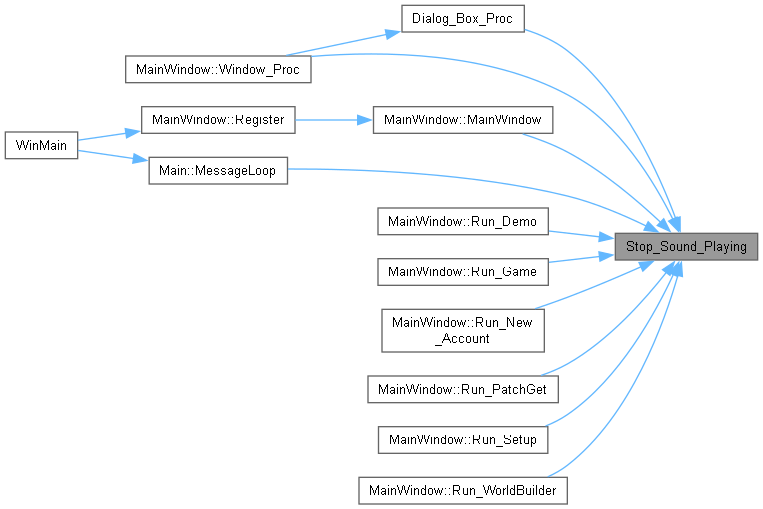 Dialog_Box_Proc
MainWindow::Window_Proc
MainWindow::Register
MainWindow::MainWindow
WinMain
Main::MessageLoop
MainWindow::Run_Demo
Stop_Sound_Playing
MainWindow::Run_Game
MainWindow::Run_New
_Account
MainWindow::Run_PatchGet
MainWindow::Run_Setup
MainWindow::Run_WorldBuilder